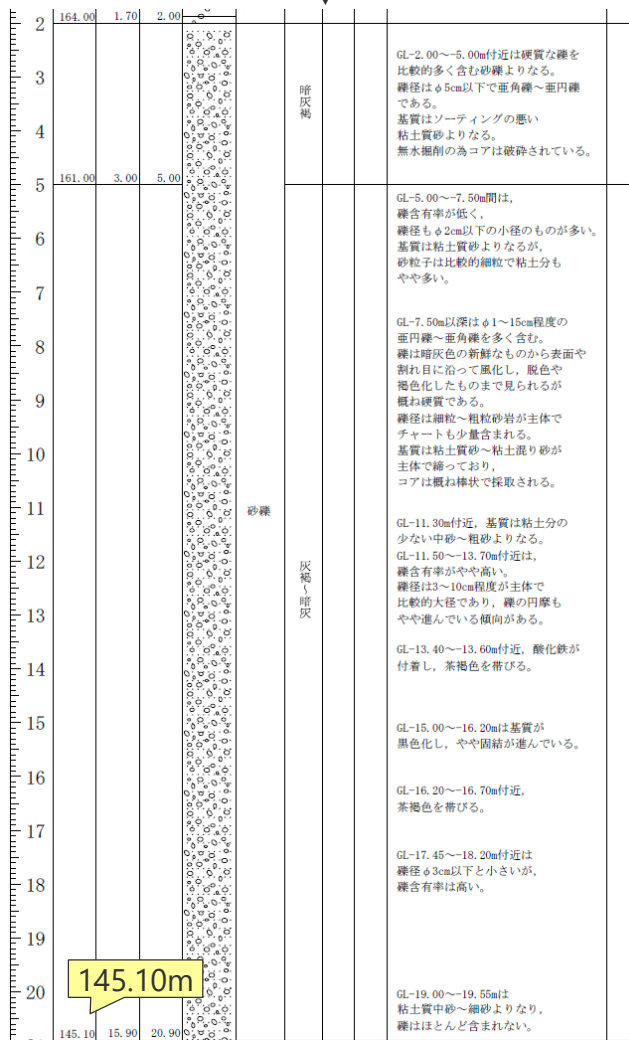 164.00 1.70 2.00
2
GL-2.00～-5.00m付近は硬質な礫を
比較的多く含む砂礫よりなる。
礫径はφ5cm以下で亜角礫～亜円礫
である。
基質はソーティングの悪い
粘土質砂よりなる。
無水掘削の為コアは破砕されている。
暗灰褐
3
4
161.00 3.00 5.00
5
GL-5.00～-7.50m間は,
礫含有率が低く,
礫径もφ2cm以下の小径のものが多い。
基質は粘土質砂よりなるが,
砂粒子は比較的細粒で粘土分も
やや多い。
6
7
GL-7.50m以深はφ1～15cm程度の
亜円礫～亜角礫を多く含む。
礫は暗灰色の新鮮なものから表面や
割れ目に沿って風化し, 脱色や
褐色化したものまで見られるが
概ね硬質である。
礫径は細粒～粗粒砂岩が主体で
チャートも少量含まれる。
基質は粘土質砂～粘土混り砂が
主体で締っており,
コアは概ね棒状で採取される。
8
9
10
11
砂礫
GL-11.30m付近, 基質は粘土分の
少ない中砂～粗砂よりなる。
GL-11.50～-13.70m付近は,
礫含有率がやや高い。
礫径は3～10cm程度が主体で
比較的大径であり, 礫の円摩も
やや進んでいる傾向がある。
12
灰褐～暗灰
13
GL-13.40～-13.60m付近, 酸化鉄が
付着し, 茶褐色を帯びる。
14
15
GL-15.00～-16.20mは基質が
黒色化し, やや固結が進んでいる。
16
GL-16.20～-16.70m付近,
茶褐色を帯びる。
17
GL-17.45～-18.20m付近は
礫径φ3cm以下と小さいが,
礫含有率は高い。
18
19
145.10m
20
GL-19.00～-19.55mは
粘土質中砂～細砂よりなり,
礫はほとんど含まれない。
145.10 15.90 20.90